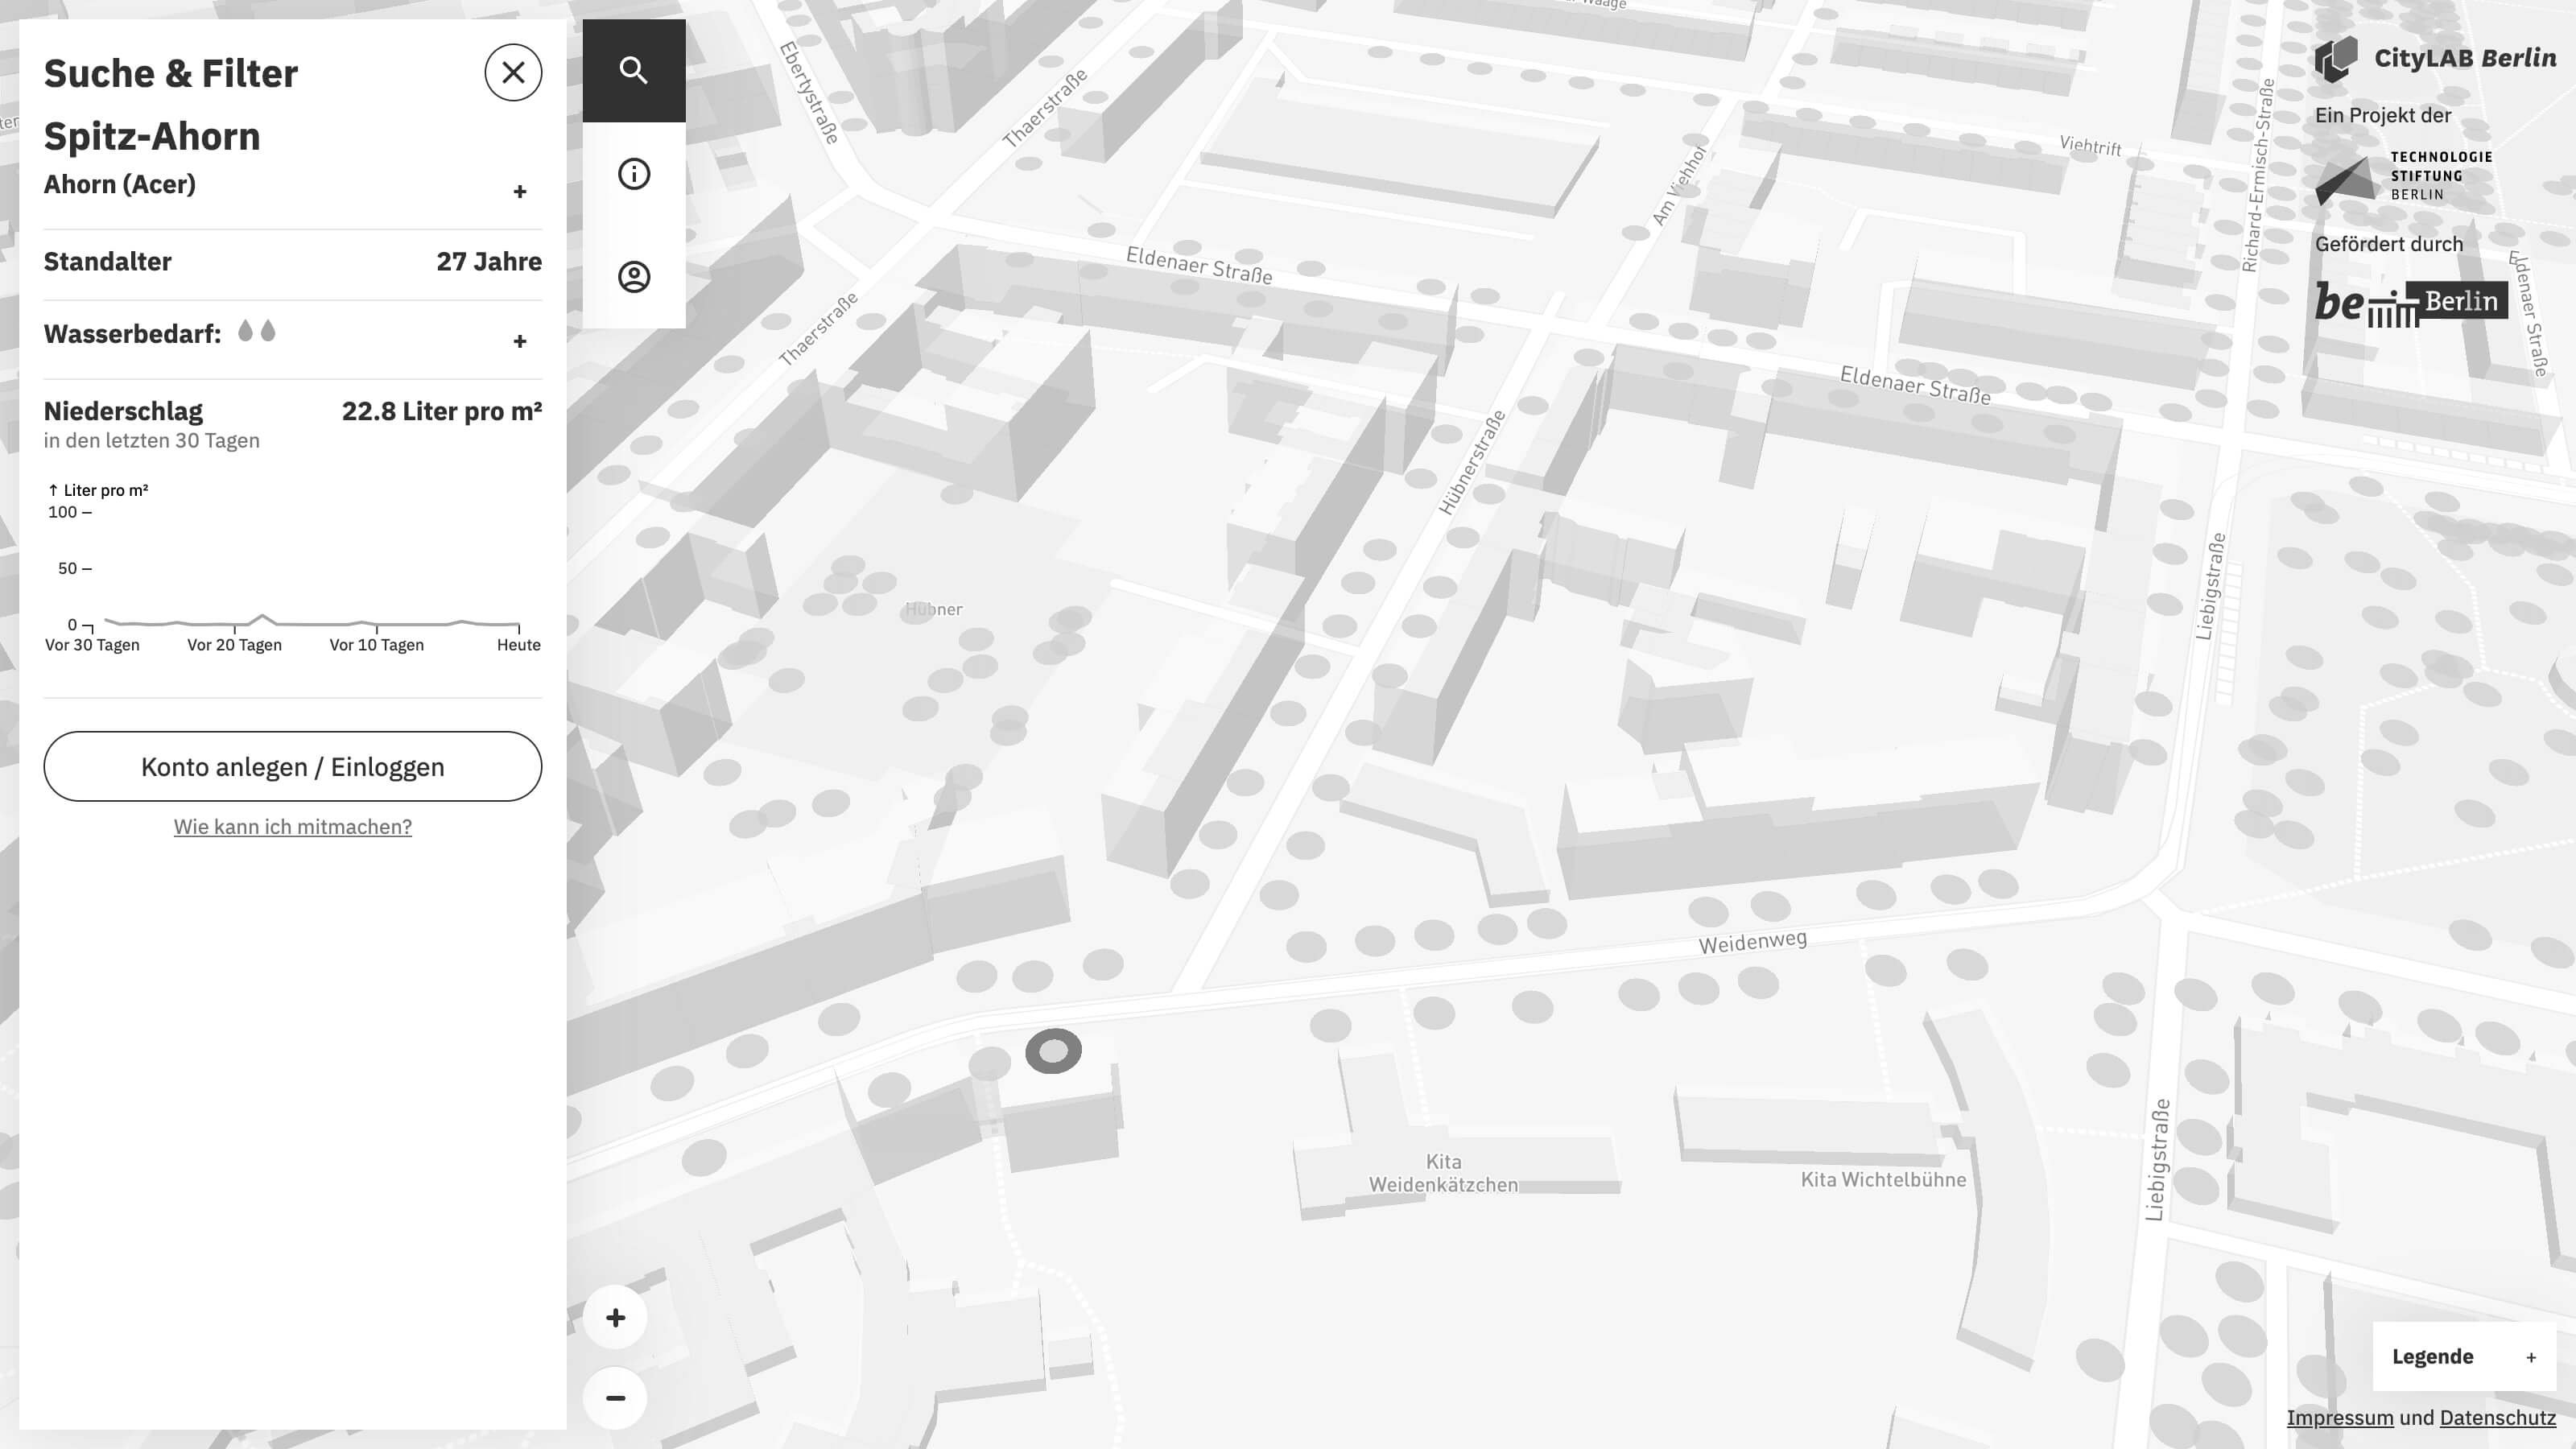 Suche & Filter
Spitz-Ahorn
Ahorn (Acer) +
Standalter 27 Jahre
Wasserbedarf: +
Niederschlag 22.8 Liter pro m²
in den letzten 30 Tagen
↑ Liter pro m²
100
50
0
Vor 30 Tagen Vor 20 Tagen Vor 10 Tagen Heute
Konto anlegen / Einloggen
Wie kann ich mitmachen?
Ebertystraße
Thaerstraße
Thaerstraße
Eldenaer Straße
Am Viehhof
Viehtrift
Richard-Ermisch-Straße
Eldenaer Straße
Eldenaer Straße
Hübnerstraße
Hübner
Liebigstraße
Weidenweg
Kita
Weidenkätzchen
Kita Wichtelbühne
Liebigstraße
CityLAB Berlin
Ein Projekt der
TECHNOLOGIE
STIFTUNG
BERLIN
Gefördert durch
be Berlin
+
−
Legende +
Impressum und Datenschutz